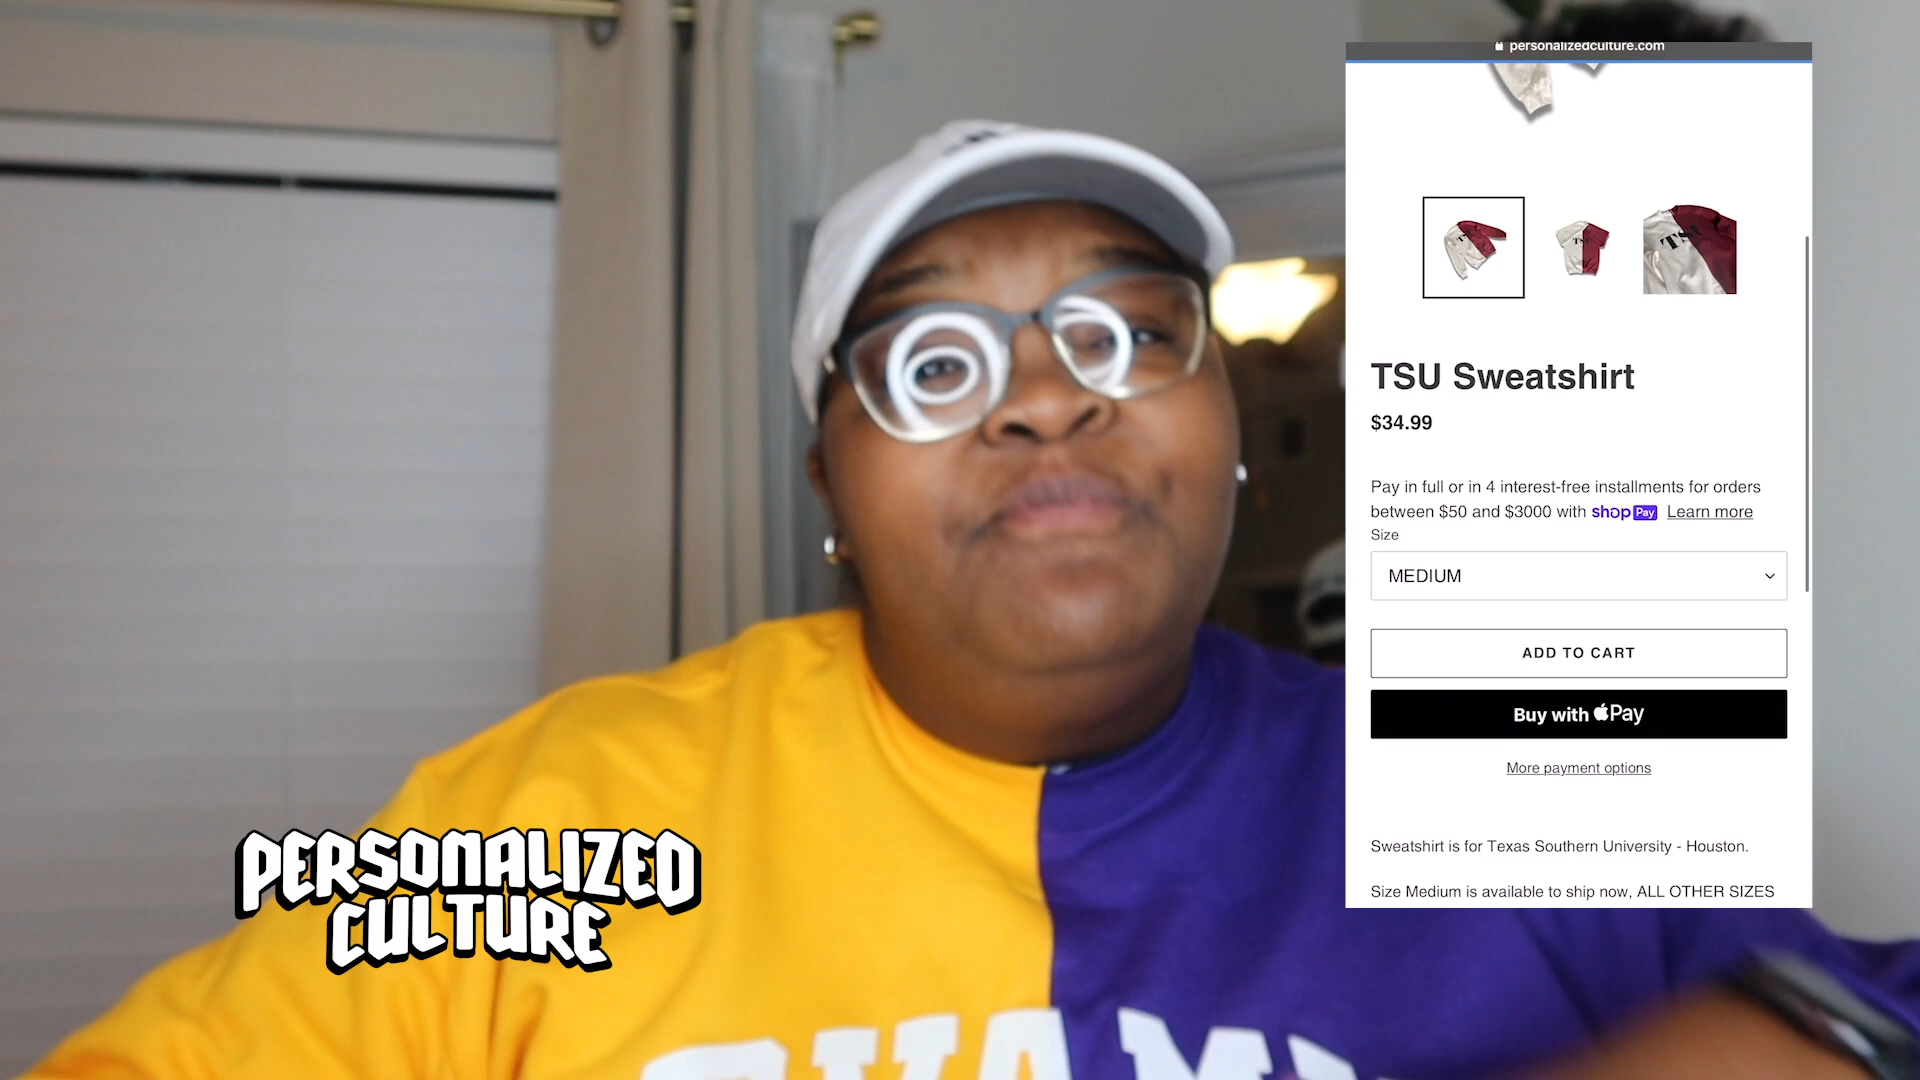 personalizedculture.com
TSU Sweatshirt
$34.99
Pay in full or in 4 interest-free installments for orders
between $50 and $3000 with shop Pay Learn more
Size
MEDIUM
ADD TO CART
Buy with Pay
More payment options
Sweatshirt is for Texas Southern University - Houston.
Size Medium is available to ship now, ALL OTHER SIZES
PERSONALIZED
CULTURE